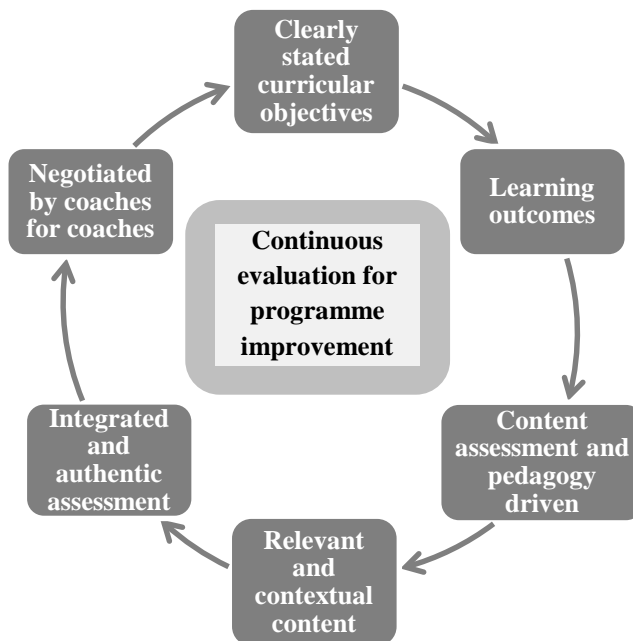 Clearly
stated
curricular
objectives
Learning
outcomes
Content
assessment and
pedagogy
driven
Relevant
and
contextual
content
Integrated
and
authentic
assessment
Negotiated
by coaches
for coaches
Continuous
evaluation for
programme
improvement